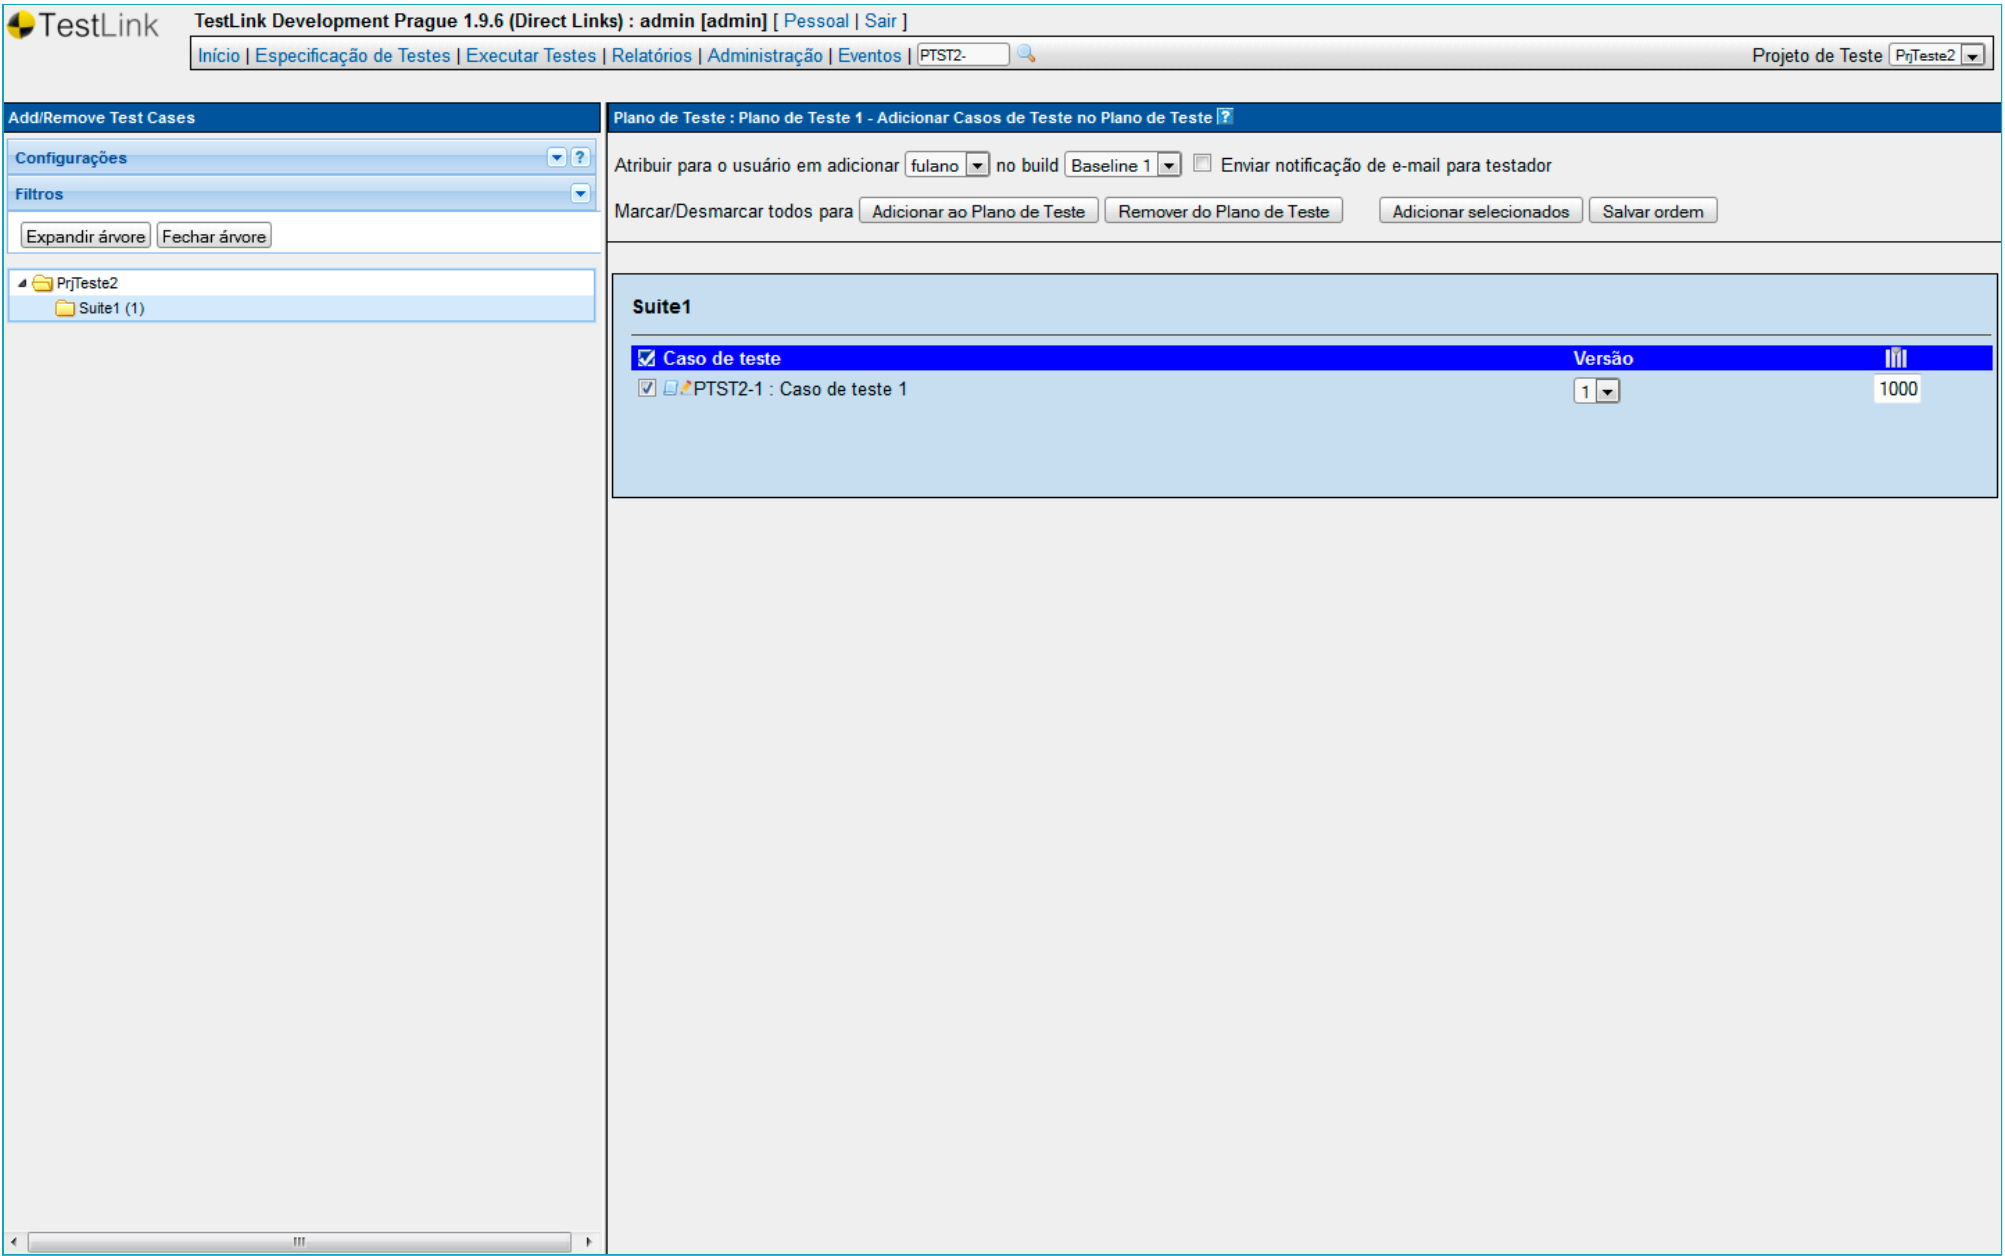 TestLink
TestLink Development Prague 1.9.6 (Direct Links) : admin [admin] [ Pessoal | Sair ]
Início | Especificação de Testes | Executar Testes | Relatórios | Administração | Eventos | PTST2-
Projeto de Teste PrjTeste2
Add/Remove Test Cases
Configurações ?
Filtros
Expandir árvore Fechar árvore
PrjTeste2
Suite1 (1)
Plano de Teste : Plano de Teste 1 - Adicionar Casos de Teste no Plano de Teste ?
Atribuir para o usuário em adicionar fulano no build Baseline 1 Enviar notificação de e-mail para testador
Marcar/Desmarcar todos para Adicionar ao Plano de Teste Remover do Plano de Teste Adicionar selecionados Salvar ordem
Suite1
Caso de teste Versão
PTST2-1 : Caso de teste 1 1 1000